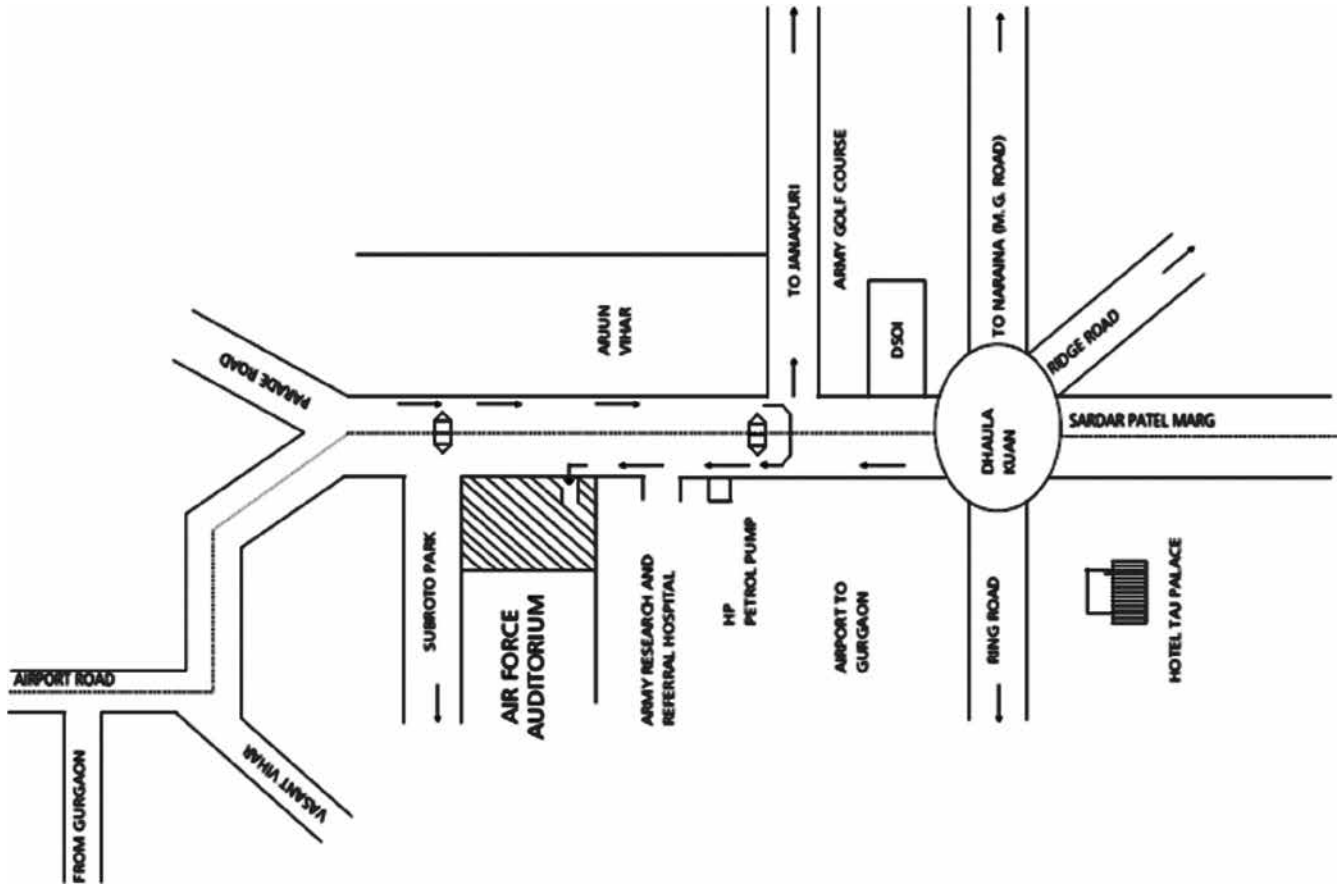 AIRPORT ROAD
FROM GURGAON
VASANT VIHAR
PARADE ROAD
SUBROTO PARK
AIR FORCE
AUDITORIUM
ARJUN
VIHAR
ARMY RESEARCH AND
REFERRAL HOSPITAL
HP
PETROL PUMP
TO JANAKPURI
ARMY GOLF COURSE
DSOI
AIRPORT TO
GURGAON
TO NARAINA (M. G. ROAD)
DHAULA
KUAN
RING ROAD
RIDGE ROAD
SARDAR PATEL MARG
HOTEL TAJ PALACE